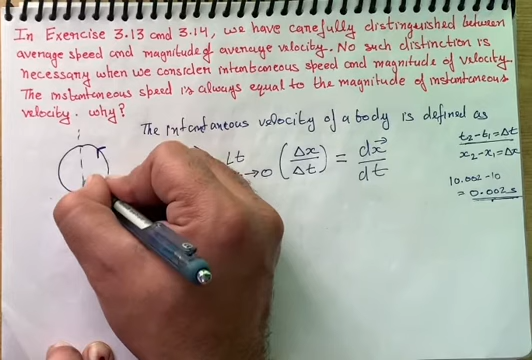 In Exercise 3.13 and 3.14, we have carefully distinguished between
average speed and magnitude of average velocity. No such distinction is
necessary when we consider intantaneous speed and magnitude of velocity.
The instantaneous speed is always equal to the magnitude of instantaneous
velocity. why?
The instantaneous velocity of a body is defined as
Lt →0 (Δx/Δt) = dx⃗/dt
t2-t1=Δt
x2-x1=Δx
10.002-10
= 0.002s